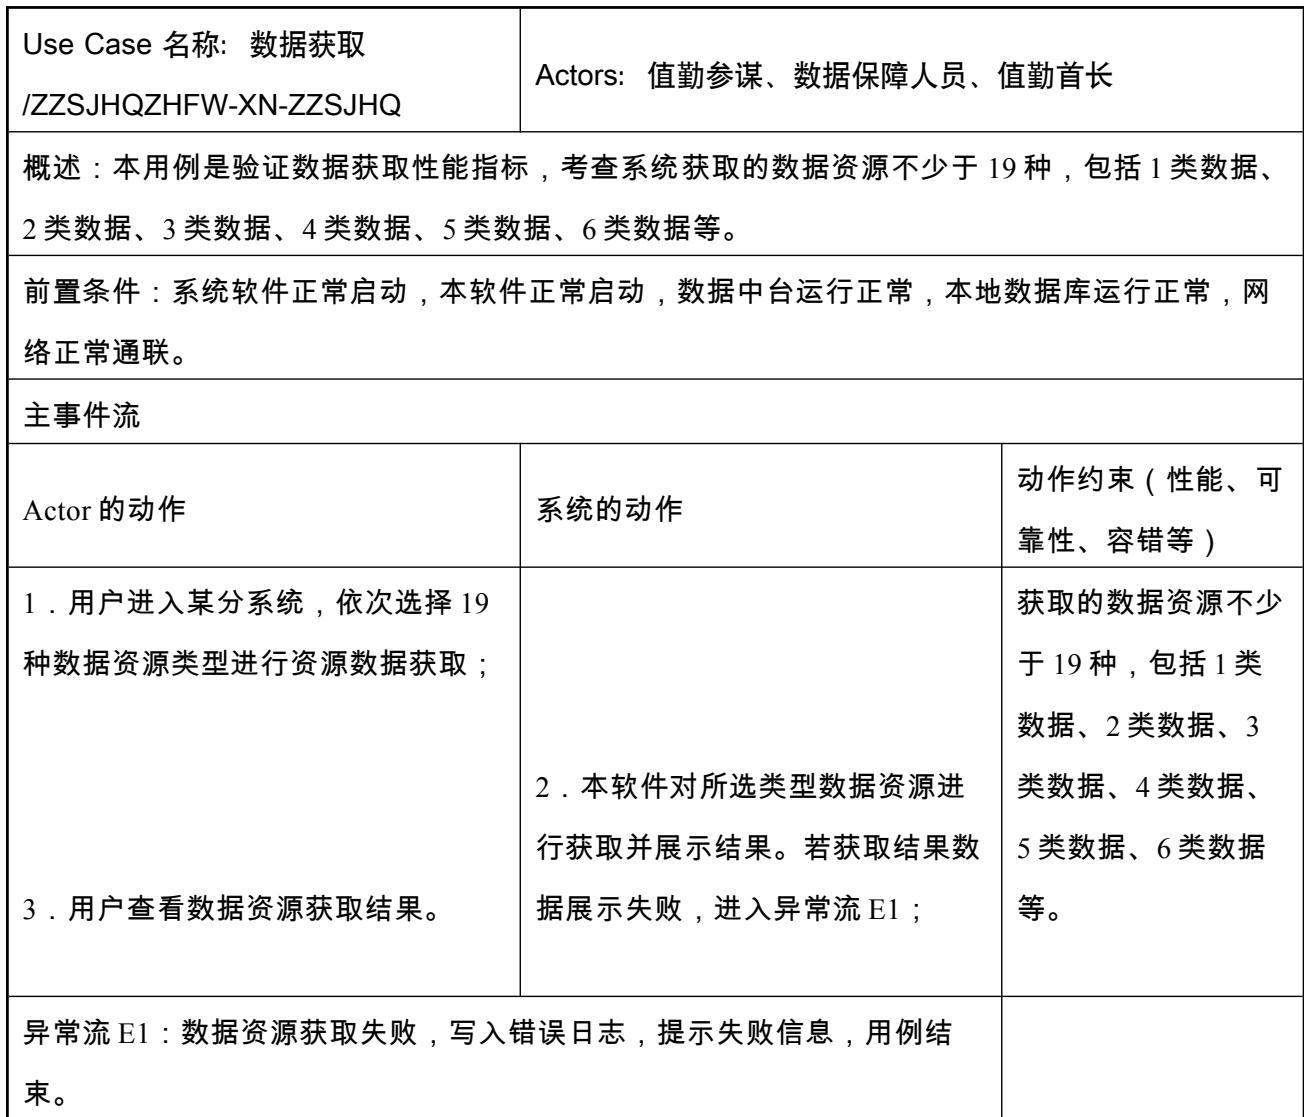 Use Case 名称: 数据获取
/ZZSJHQZHFW-XN-ZZSJHQ
Actors: 值勤参谋、数据保障人员、值勤首长
概述：本用例是验证数据获取性能指标，考查系统获取的数据资源不少于 19 种，包括 1 类数据、
2 类数据、3 类数据、4 类数据、5 类数据、6 类数据等。
前置条件：系统软件正常启动，本软件正常启动，数据中台运行正常，本地数据库运行正常，网
络正常通联。
主事件流
Actor 的动作
系统的动作
动作约束（性能、可
靠性、容错等）
1．用户进入某分系统，依次选择 19
种数据资源类型进行资源数据获取；
3．用户查看数据资源获取结果。
2．本软件对所选类型数据资源进
行获取并展示结果。若获取结果数
据展示失败，进入异常流 E1；
获取的数据资源不少
于 19 种，包括 1 类
数据、2 类数据、3
类数据、4 类数据、
5 类数据、6 类数据
等。
异常流 E1：数据资源获取失败，写入错误日志，提示失败信息，用例结
束。